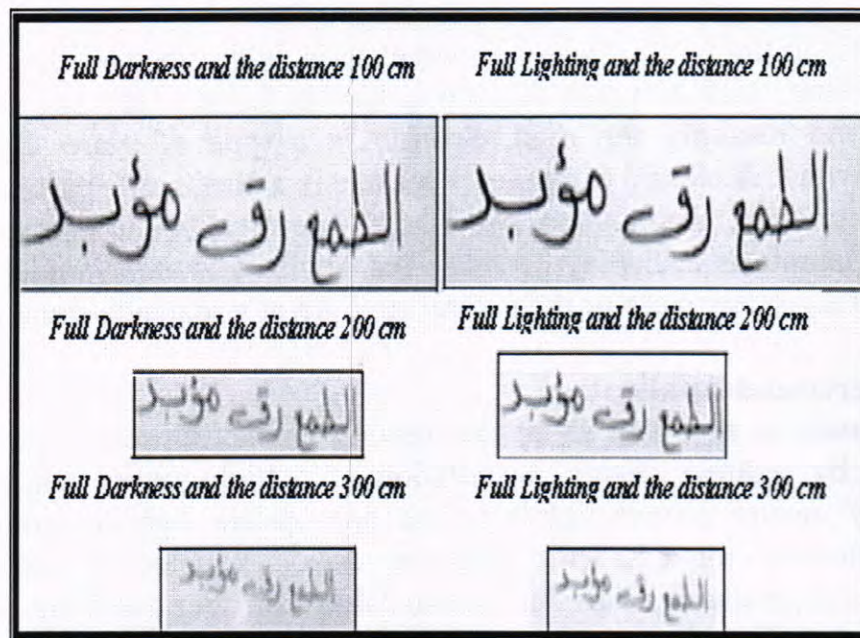 Full Darkness and the distance 100 cm
Full Lighting and the distance 100 cm
الطمع رق مؤبد
الطمع رق مؤبد
Full Darkness and the distance 200 cm
Full Lighting and the distance 200 cm
الطمع رق مؤبد
الطمع رق مؤبد
Full Darkness and the distance 300 cm
Full Lighting and the distance 300 cm
الطمع رق مؤبد
الطمع رق مؤبد